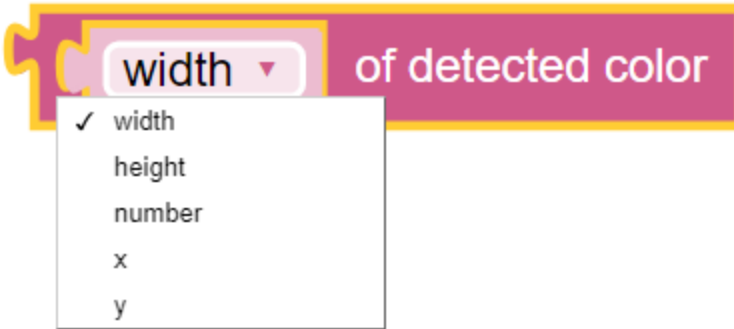 width ▼ of detected color
✓ width
height
number
x
y